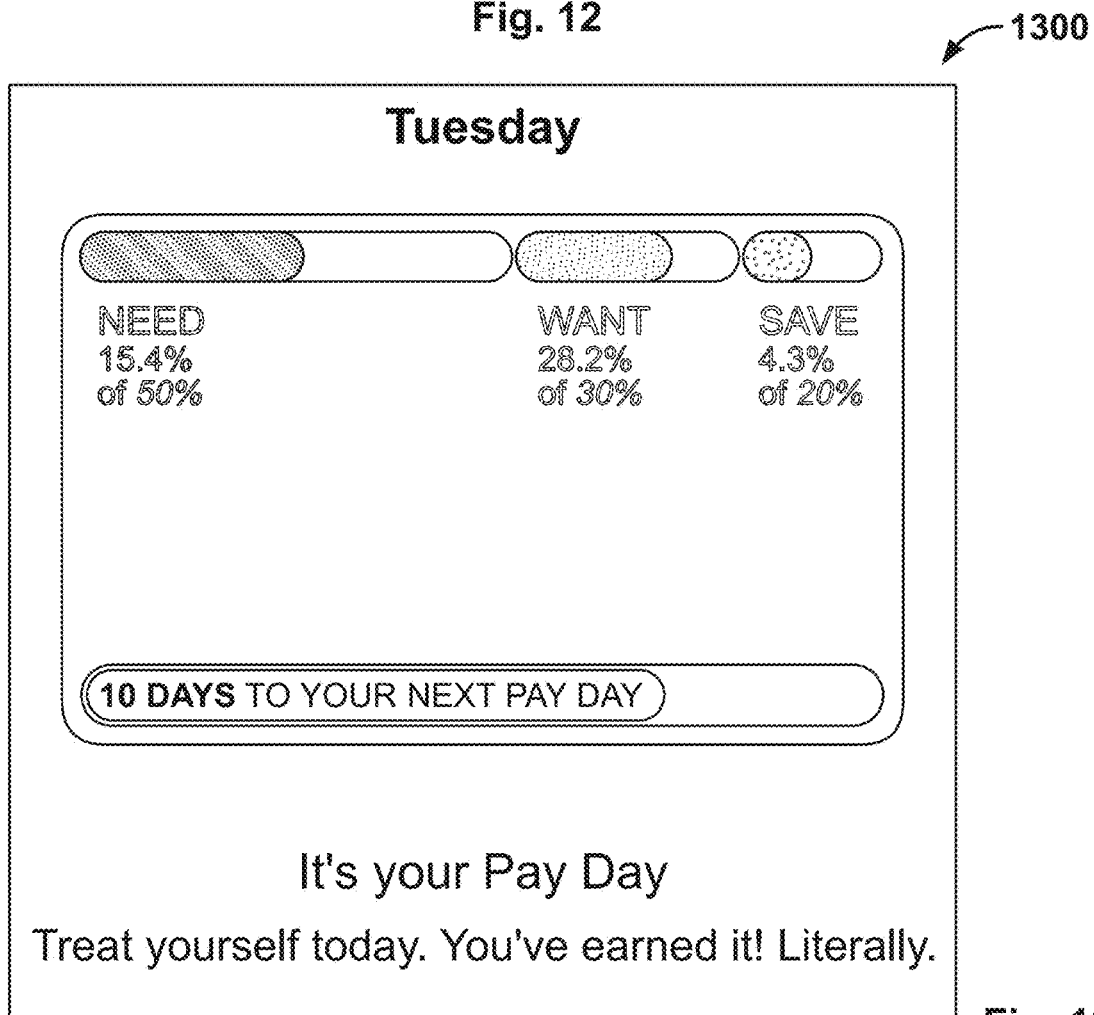 Fig. 12
1300
Tuesday
NEED WANT SAVE
15.4% 28.2% 4.3%
of 50% of 30% of 20%
10 DAYS TO YOUR NEXT PAY DAY
It's your Pay Day
Treat yourself today. You've earned it! Literally.